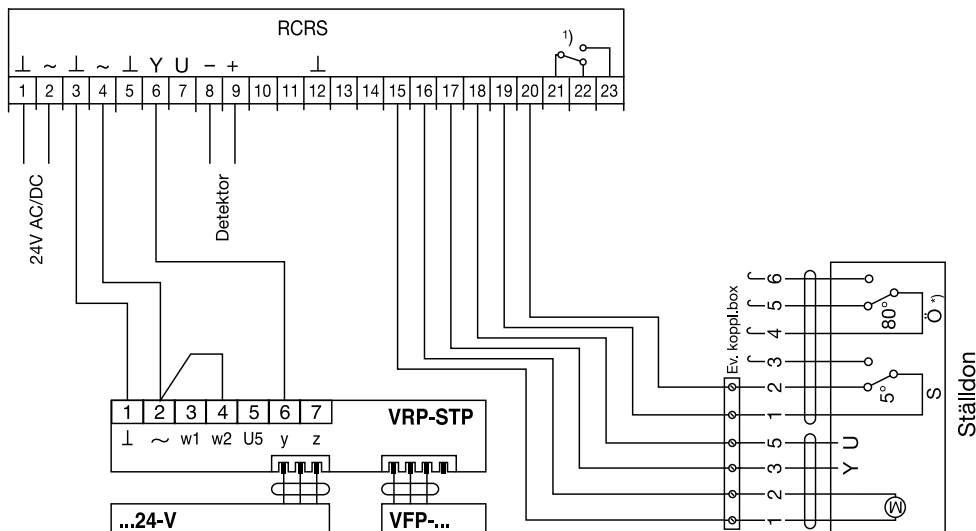 RCRS
1)
⊥ ~ ⊥ ~ ⊥ Y U − + ⊥
1 2 3 4 5 6 7 8 9 10 11 12 13 14 15 16 17 18 19 20 21 22 23
24V AC/DC
Detektor
Ev. koppl.box
6
5
4
3
2
1
5
3
2
1
80°
Ö *)
5°
S
U
Y
M
Ställdon
1 2 3 4 5 6 7
VRP-STP
⊥ ~ w1 w2 U5 y z
...24-V
VFP-...